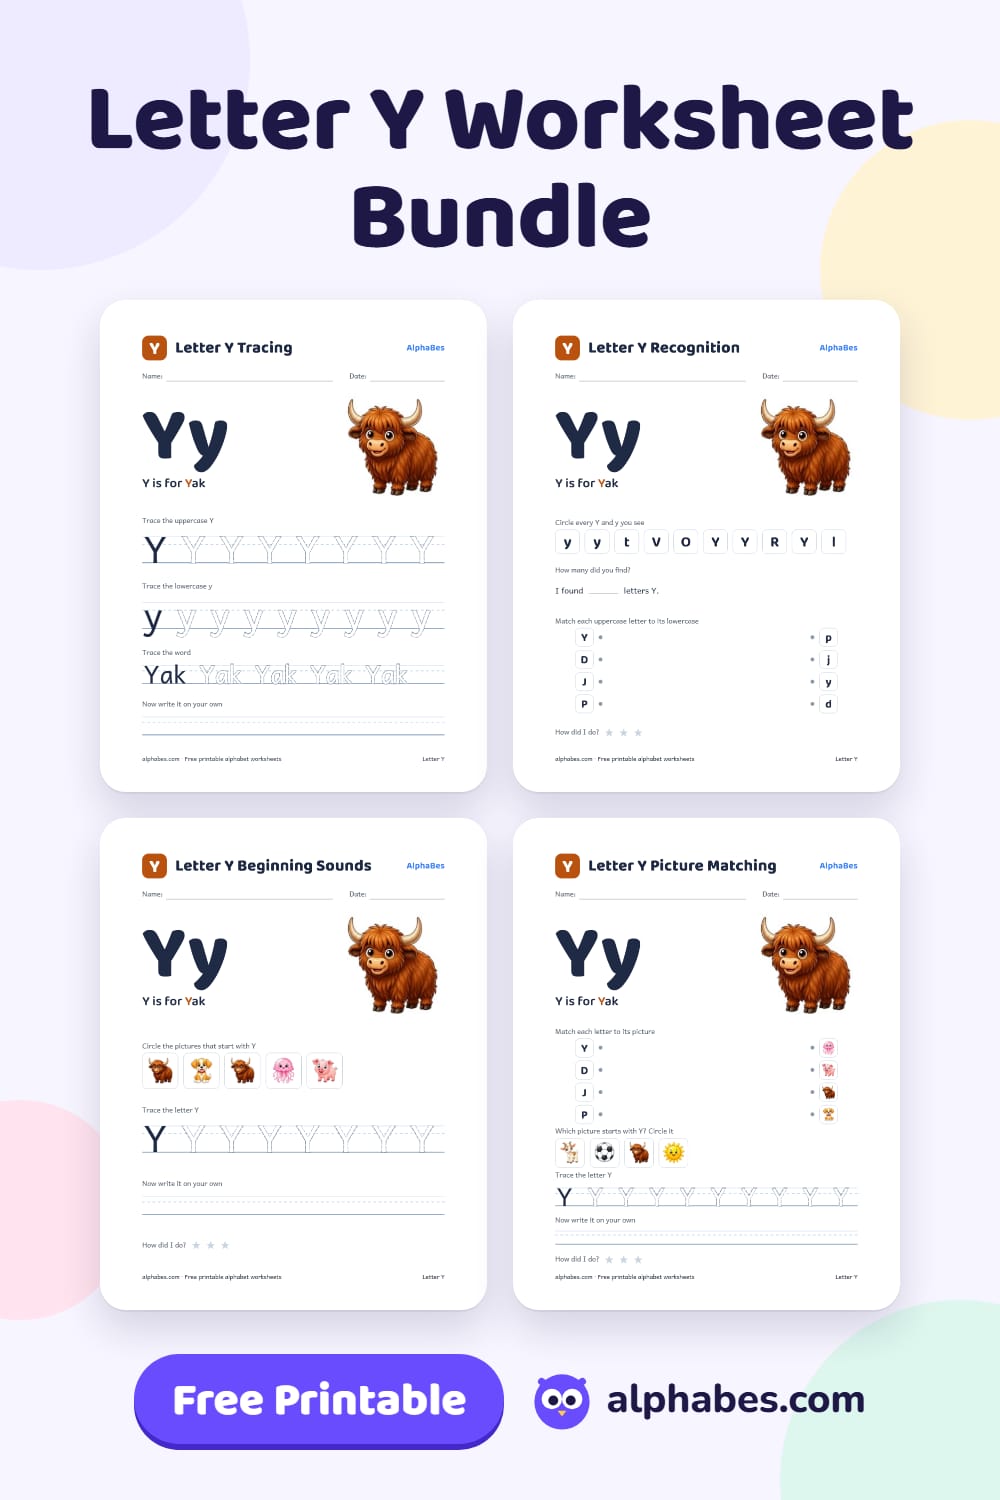 Letter Y Worksheet
Bundle
Y Letter Y Tracing AlphaBes
Name: Date:
Yy
Y is for Yak
Trace the uppercase Y
Y Y Y Y Y Y Y Y
Trace the lowercase y
y y y y y y y y y
Trace the word
Yak Yak Yak Yak Yak
Now write it on your own
alphabes.com Free printable alphabet worksheets Letter Y
Y Letter Y Recognition AlphaBes
Name: Date:
Yy
Y is for Yak
Circle every Y and y you see
y y t V O Y Y R Y l
How many did you find?
I found letters Y.
Match each uppercase letter to its lowercase
Y p
D j
J y
P d
How did I do?
alphabes.com Free printable alphabet worksheets Letter Y
Y Letter Y Beginning Sounds AlphaBes
Name: Date:
Yy
Y is for Yak
Circle the pictures that start with Y
Trace the letter Y
Y Y Y Y Y Y Y Y
Now write it on your own
How did I do?
alphabes.com Free printable alphabet worksheets Letter Y
Y Letter Y Picture Matching AlphaBes
Name: Date:
Yy
Y is for Yak
Match each letter to its picture
Y
D
J
P
Which picture starts with Y? Circle it
Trace the letter Y
Y Y Y Y Y Y Y Y Y Y
Now write it on your own
How did I do?
alphabes.com Free printable alphabet worksheets Letter Y
Free Printable
alphabes.com